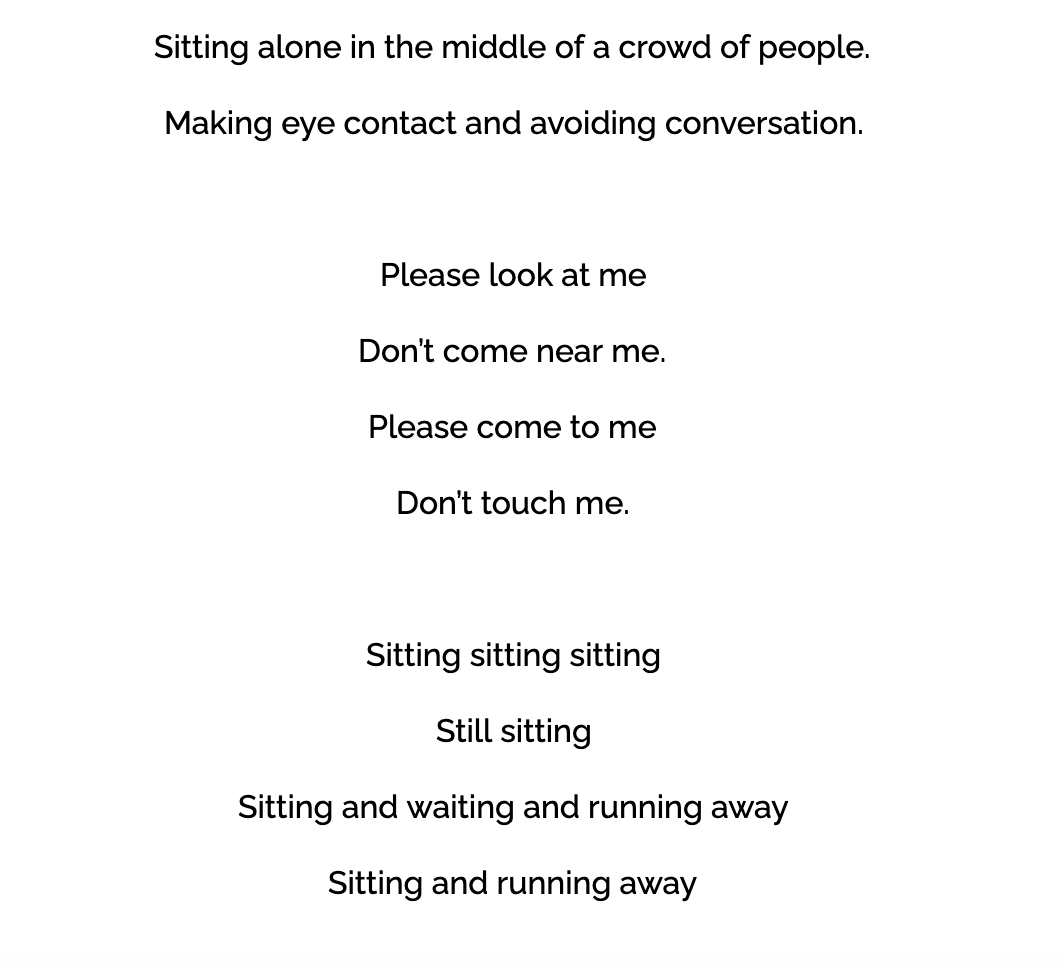 Sitting alone in the middle of a crowd of people.
Making eye contact and avoiding conversation.
Please look at me
Don’t come near me.
Please come to me
Don’t touch me.
Sitting sitting sitting
Still sitting
Sitting and waiting and running away
Sitting and running away